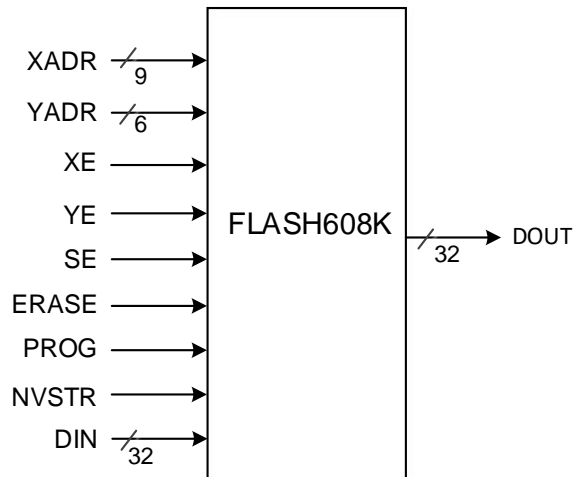 XADR
9
YADR
6
XE
YE
SE
ERASE
PROG
NVSTR
DIN
32
FLASH608K
32
DOUT